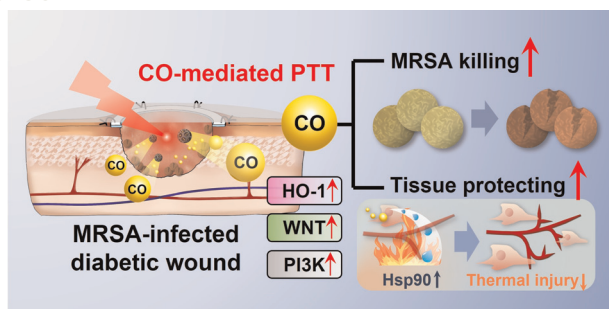 CO-mediated PTT
CO
CO
CO
CO
MRSA-infected
diabetic wound
HO-1↑
WNT↑
PI3K↑
MRSA killing↑
Tissue protecting↑
Hsp90↑
Thermal injury↓